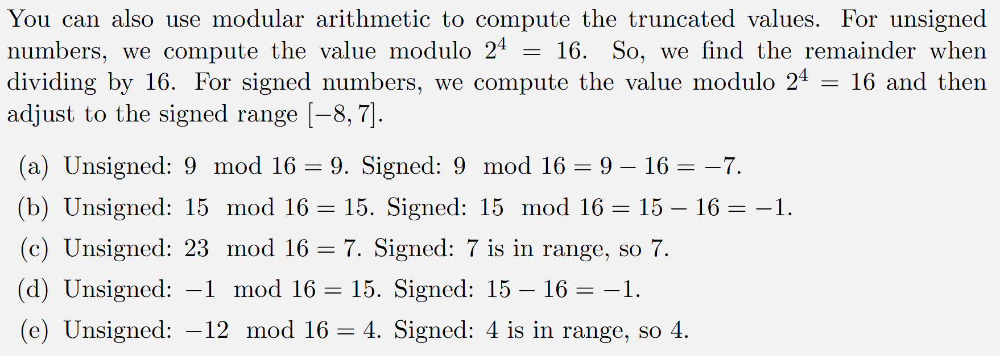 You can also use modular arithmetic to compute the truncated values. For unsigned
numbers, we compute the value modulo 2⁴ = 16. So, we find the remainder when
dividing by 16. For signed numbers, we compute the value modulo 2⁴ = 16 and then
adjust to the signed range [−8, 7].
(a) Unsigned: 9 mod 16 = 9. Signed: 9 mod 16 = 9 − 16 = −7.
(b) Unsigned: 15 mod 16 = 15. Signed: 15 mod 16 = 15 − 16 = −1.
(c) Unsigned: 23 mod 16 = 7. Signed: 7 is in range, so 7.
(d) Unsigned: −1 mod 16 = 15. Signed: 15 − 16 = −1.
(e) Unsigned: −12 mod 16 = 4. Signed: 4 is in range, so 4.